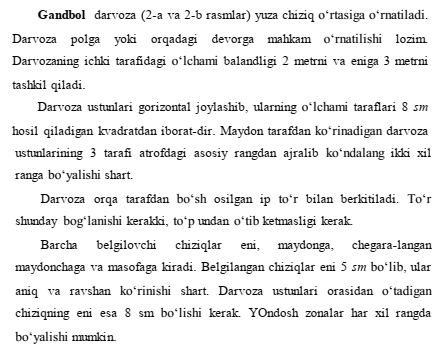 Gandbol darvoza (2-a va 2-b rasmlar) yuza chiziq o‘rtasiga o‘rnatiladi.
Darvoza polga yoki orqadagi devorga mahkam o‘rnatilishi lozim.
Darvozaning ichki tarafidagi o‘lchami balandligi 2 metrni va eniga 3 metrni
tashkil qiladi.
Darvoza ustunlari gorizontal joylashib, ularning o‘lchami taraflari 8 sm
hosil qiladigan kvadratdan iborat-dir. Maydon tarafdan ko‘rinadigan darvoza
ustunlarining 3 tarafi atrofdagi asosiy rangdan ajralib ko‘ndalang ikki xil
ranga bo‘yalishi shart.
Darvoza orqa tarafdan bo‘sh osilgan ip to‘r bilan berkitiladi. To‘r
shunday bog‘lanishi kerakki, to‘p undan o‘tib ketmasligi kerak.
Barcha belgilovchi chiziqlar eni, maydonga, chegara-langan
maydonchaga va masofaga kiradi. Belgilangan chiziqlar eni 5 sm bo‘lib, ular
aniq va ravshan ko‘rinishi shart. Darvoza ustunlari orasidan o‘tadigan
chiziqning eni esa 8 sm bo‘lishi kerak. YOndosh zonalar har xil rangda
bo‘yalishi mumkin.